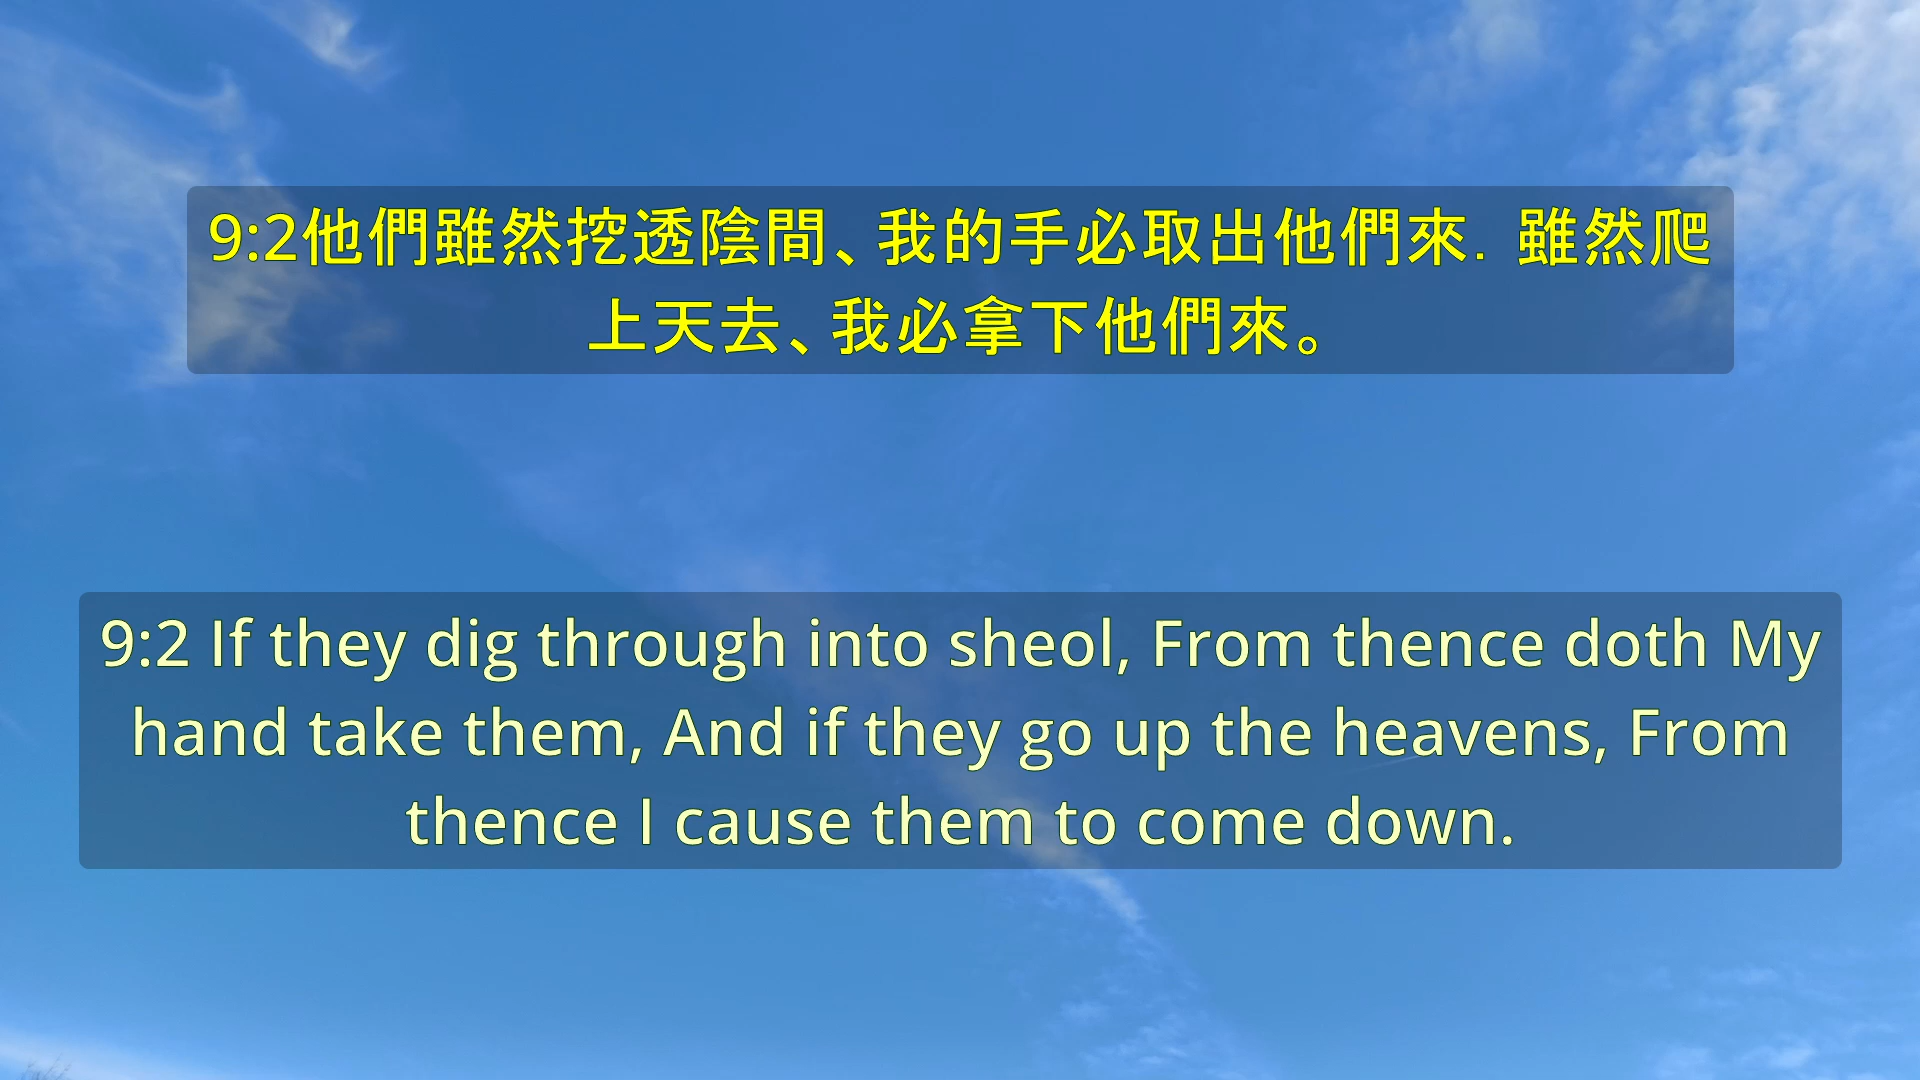 9:2他們雖然挖透陰間、我的手必取出他們來．雖然爬
上天去、我必拿下他們來。
9:2 If they dig through into sheol, From thence doth My
hand take them, And if they go up the heavens, From
thence I cause them to come down.